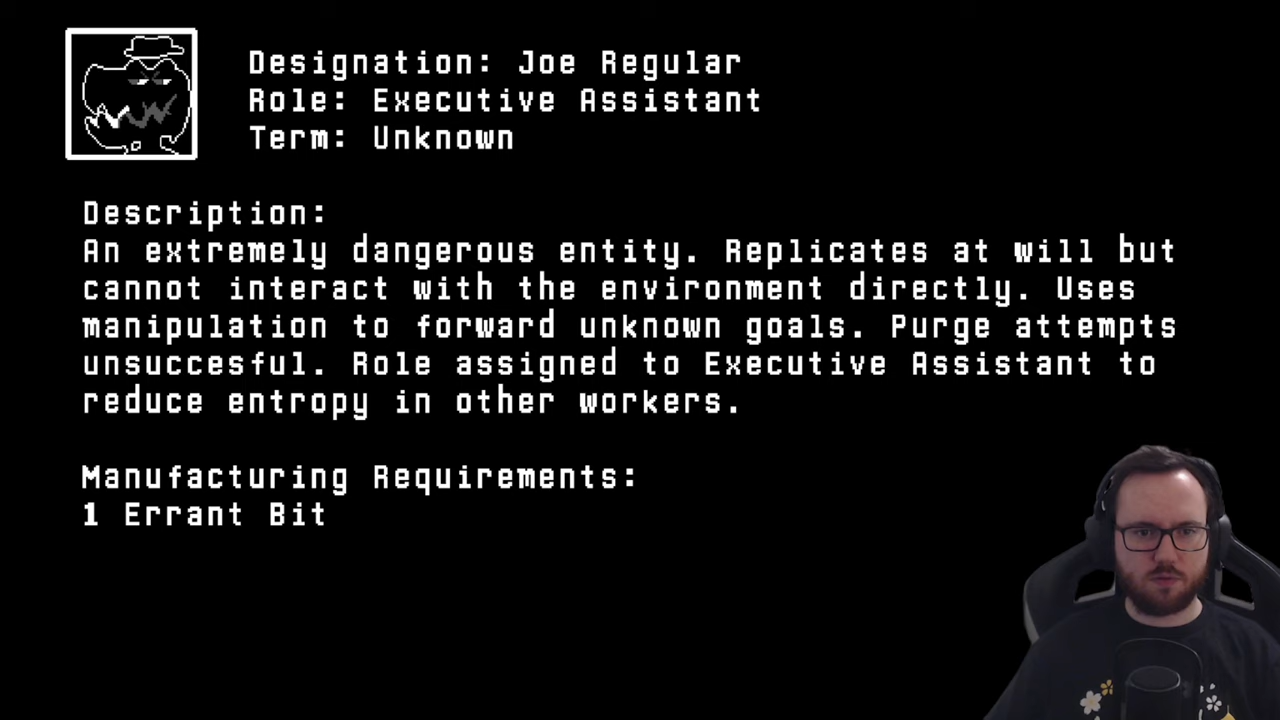 Designation: Joe Regular
Role: Executive Assistant
Term: Unknown
Description:
An extremely dangerous entity. Replicates at will but
cannot interact with the environment directly. Uses
manipulation to forward unknown goals. Purge attempts
unsuccesful. Role assigned to Executive Assistant to
reduce entropy in other workers.
Manufacturing Requirements:
1 Errant Bit